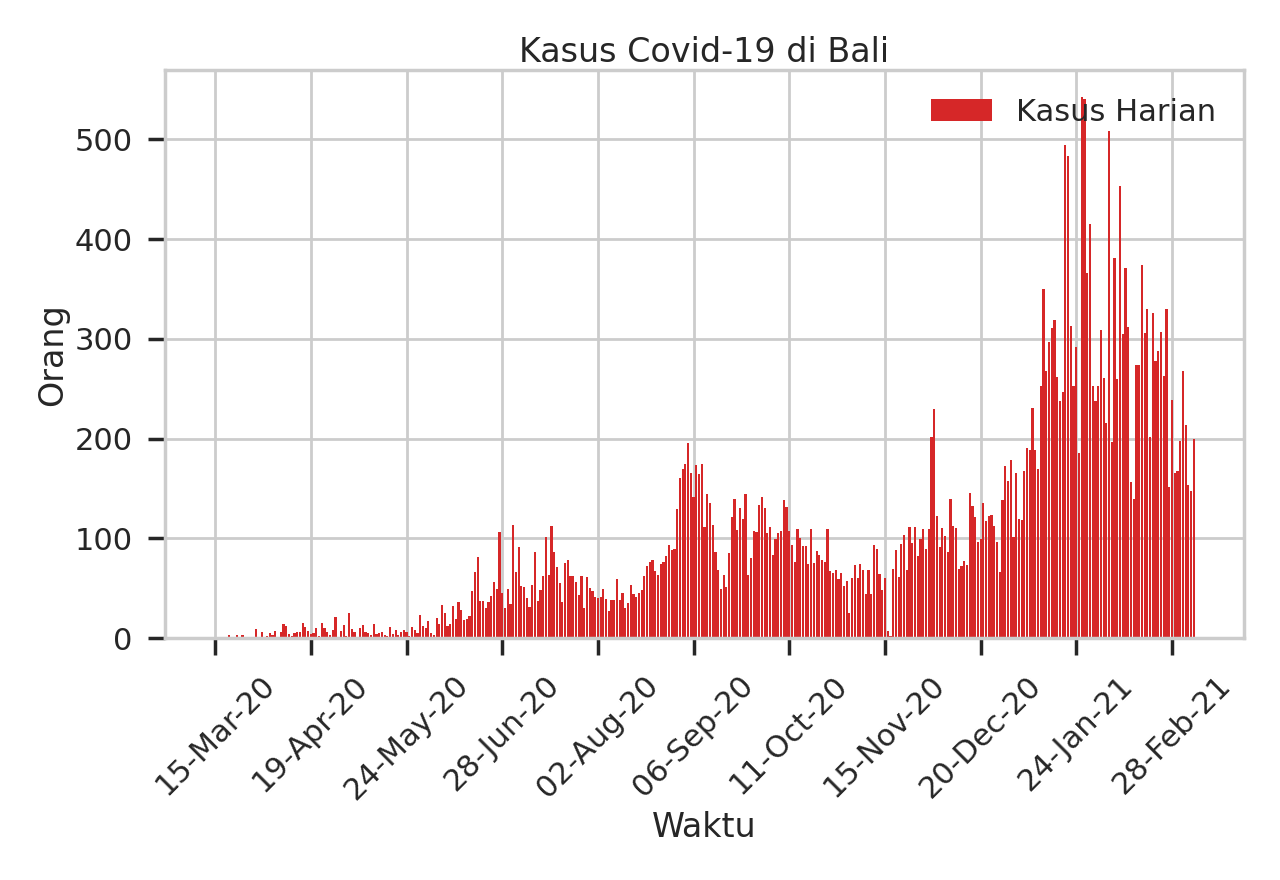 Kasus Covid-19 di Bali
Kasus Harian
Orang
500
400
300
200
100
0
15-Mar-20
19-Apr-20
24-May-20
28-Jun-20
02-Aug-20
06-Sep-20
11-Oct-20
15-Nov-20
20-Dec-20
24-Jan-21
28-Feb-21
Waktu